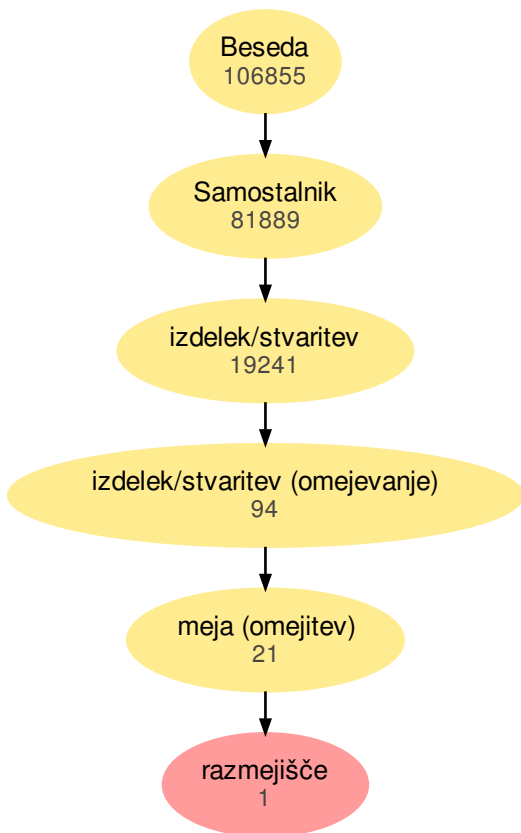 Beseda
106855
Samostalnik
81889
izdelek/stvaritev
19241
izdelek/stvaritev (omejevanje)
94
meja (omejitev)
21
razmejišče
1